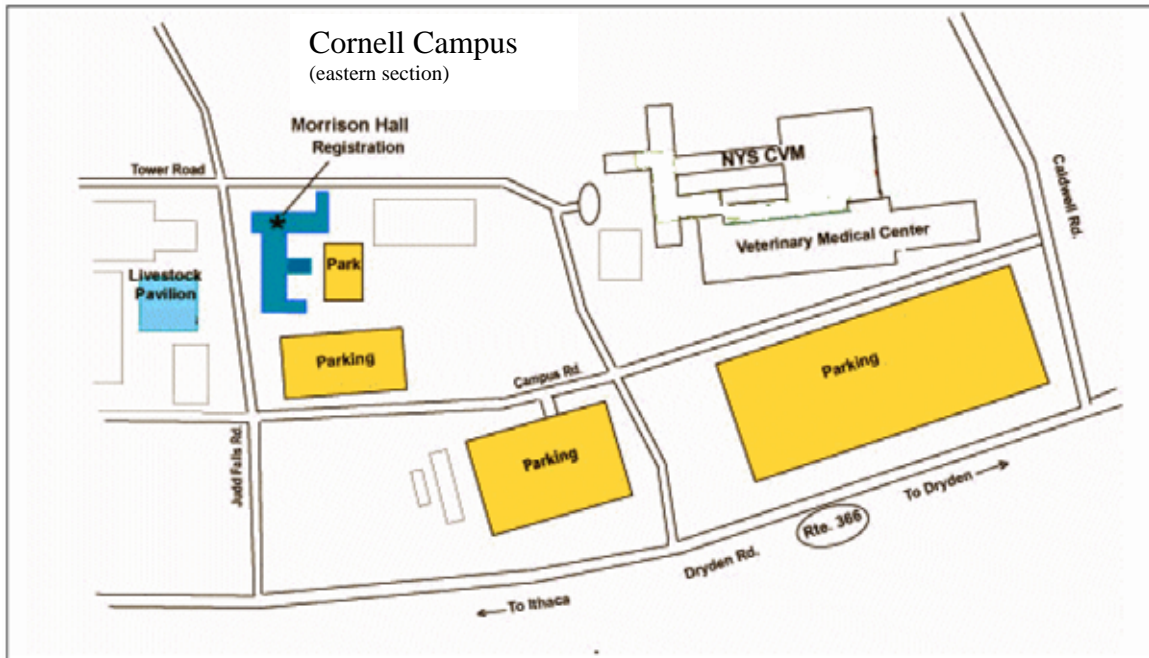 Cornell Campus
(eastern section)
Morrison Hall
Registration
Tower Road
NYS CVM
Caldwell Rd.
Veterinary Medical Center
Park
Livestock
Pavilion
Parking
Parking
Campus Rd.
Parking
Judd Falls Rd.
To Dryden
Rte. 366
Dryden Rd.
To Ithaca